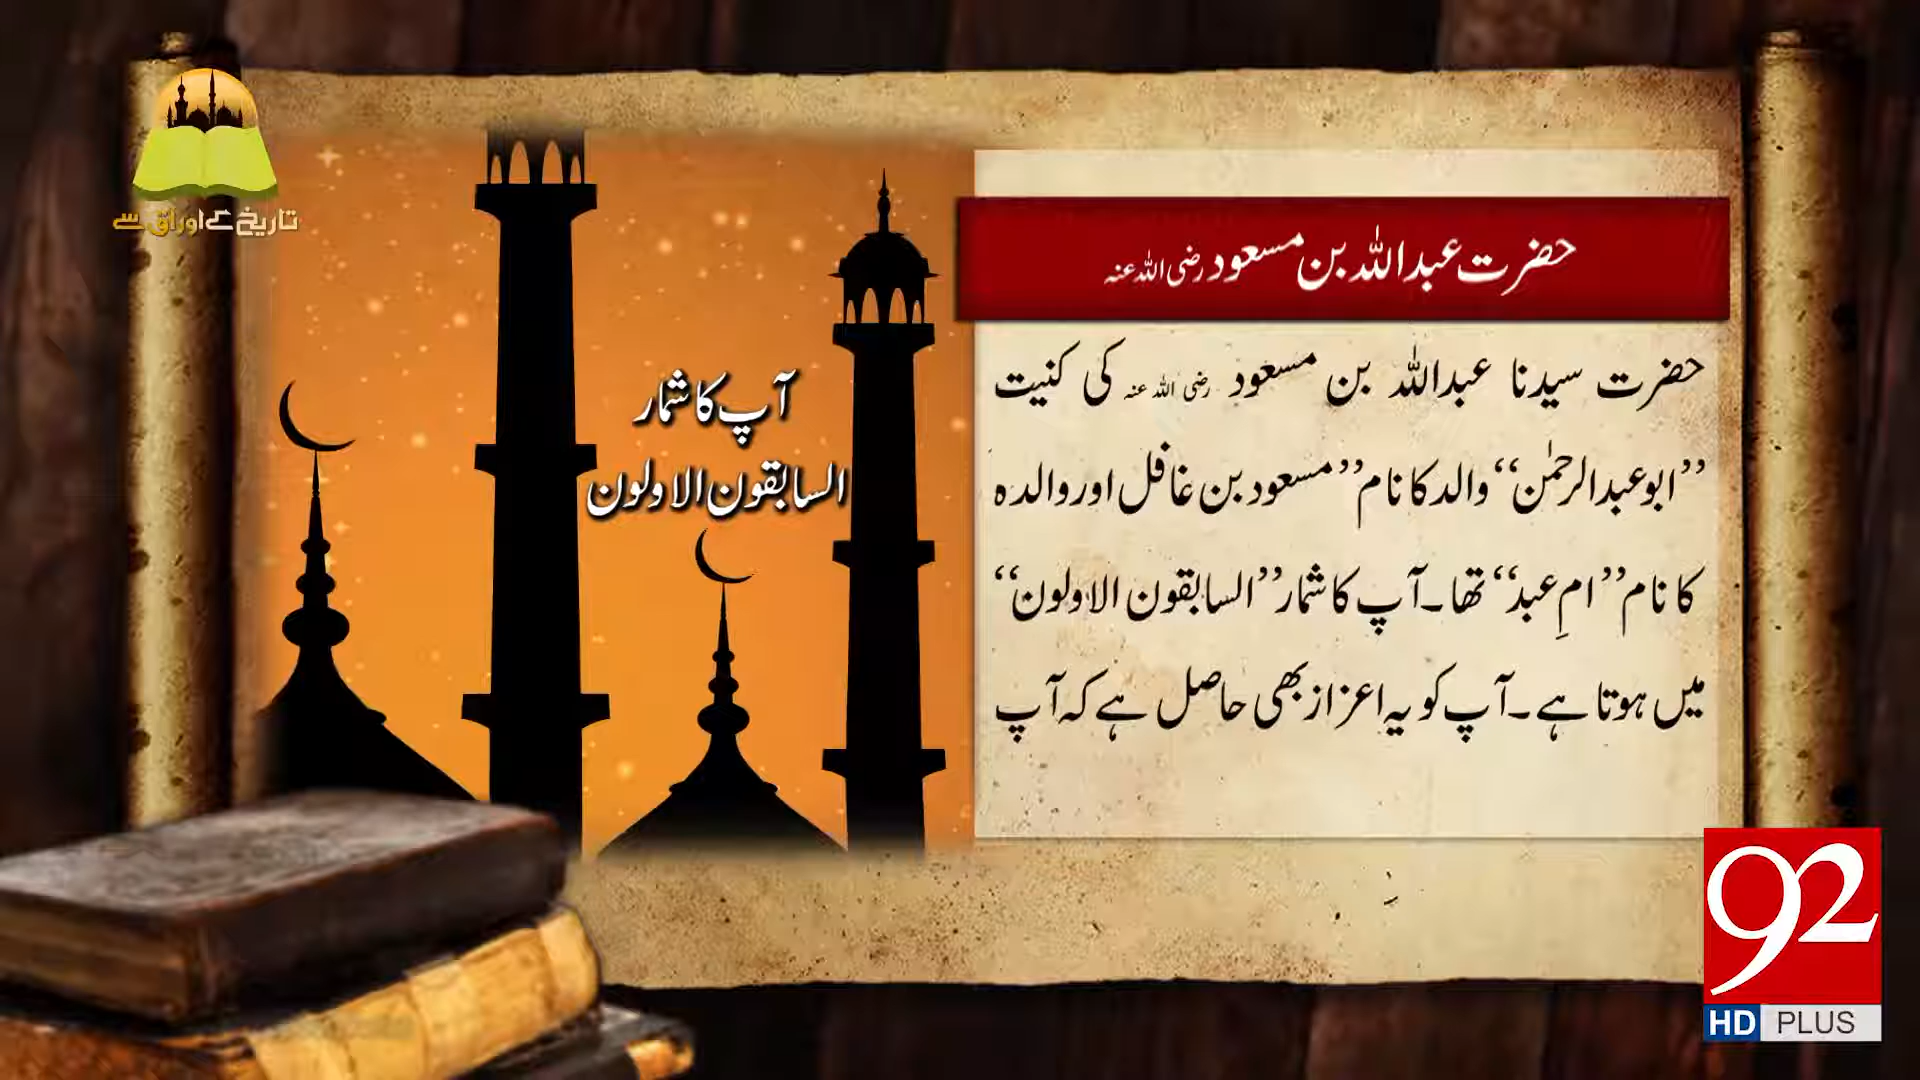 تاریخ کے اوراق سے
حضرت عبداللہ بن مسعود رضی اللہ عنہ
حضرت سیدنا عبداللہ بن مسعود رضی اللہ عنہ کی کنیت
’’ابوعبدالرحمٰن‘‘ والد کا نام ’’مسعود بن غافل اور والدہ
کا نام ’’امِ عبد‘‘ تھا۔ آپ کا شمار ’’السابقون الاولون‘‘
میں ہوتا ہے۔ آپ کو یہ اعزاز بھی حاصل ہے کہ آپ
آپ کا شمار
السابقون الاولون
92
HD PLUS